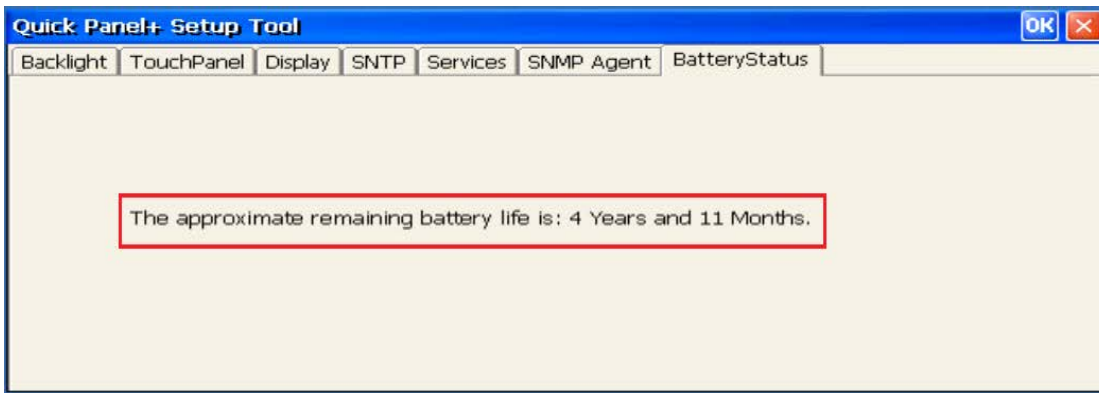 Quick Panel+ Setup Tool OK
Backlight TouchPanel Display SNTP Services SNMP Agent BatteryStatus
The approximate remaining battery life is: 4 Years and 11 Months.